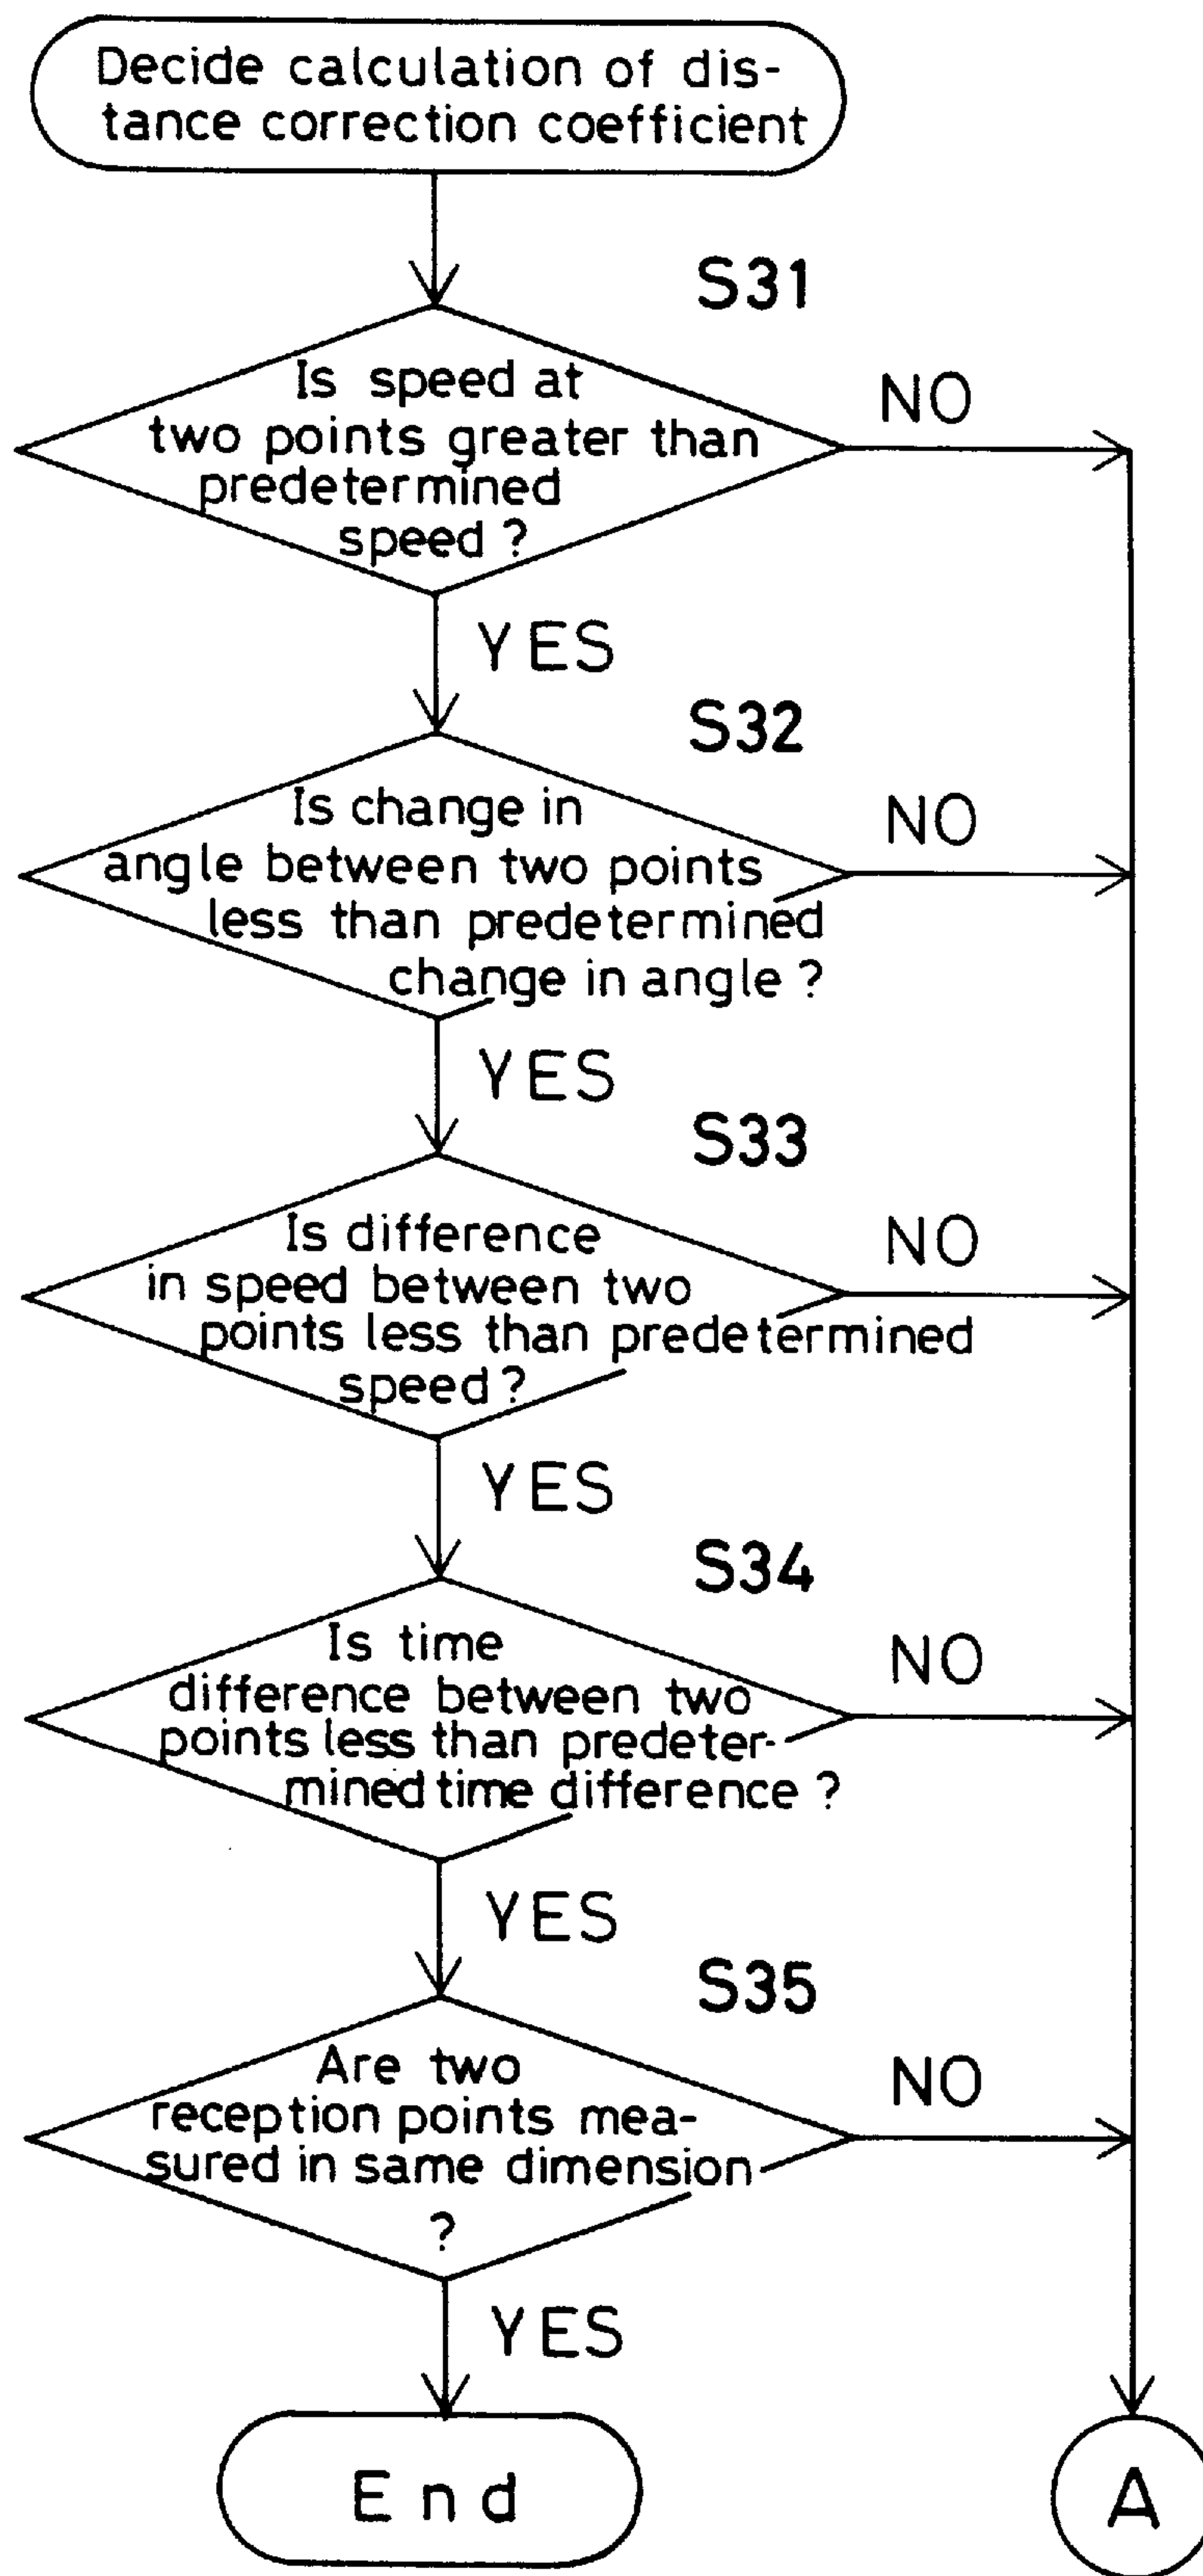 Decide calculation of dis-
tance correction coefficient
S31
Is speed at
two points greater than
predetermined
speed ?
NO
YES
S32
Is change in
angle between two points
less than predetermined
change in angle ?
NO
YES
S33
Is difference
in speed between two
points less than predetermined
speed ?
NO
YES
S34
Is time
difference between two
points less than predeter-
mined time difference ?
NO
YES
S35
Are two
reception points mea-
sured in same dimension
?
NO
YES
End
A